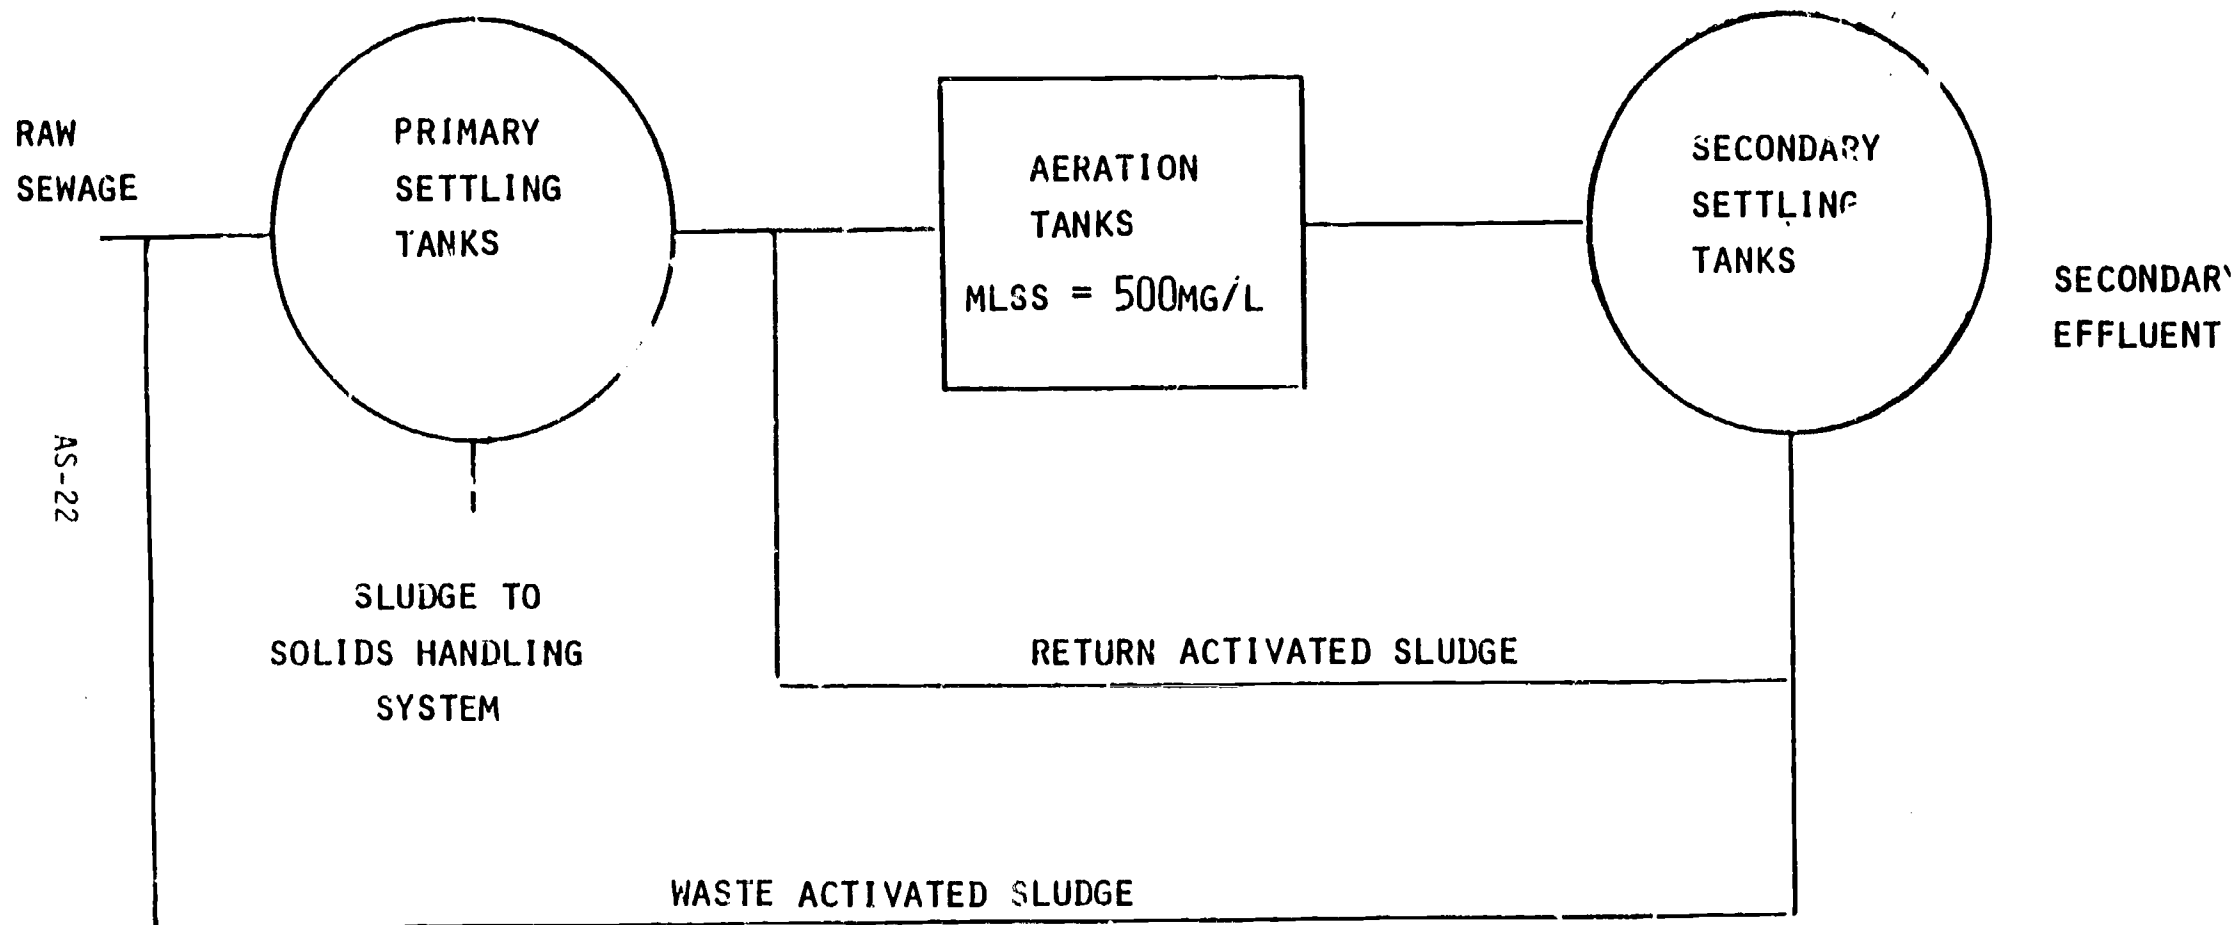 RAW
SEWAGE
PRIMARY
SETTLING
TANKS
AERATION
TANKS
MLSS = 500MG/L
SECONDARY
SETTLING
TANKS
SECONDARY
EFFLUENT
AS-22
SLUDGE TO
SOLIDS HANDLING
SYSTEM
RETURN ACTIVATED SLUDGE
WASTE ACTIVATED SLUDGE